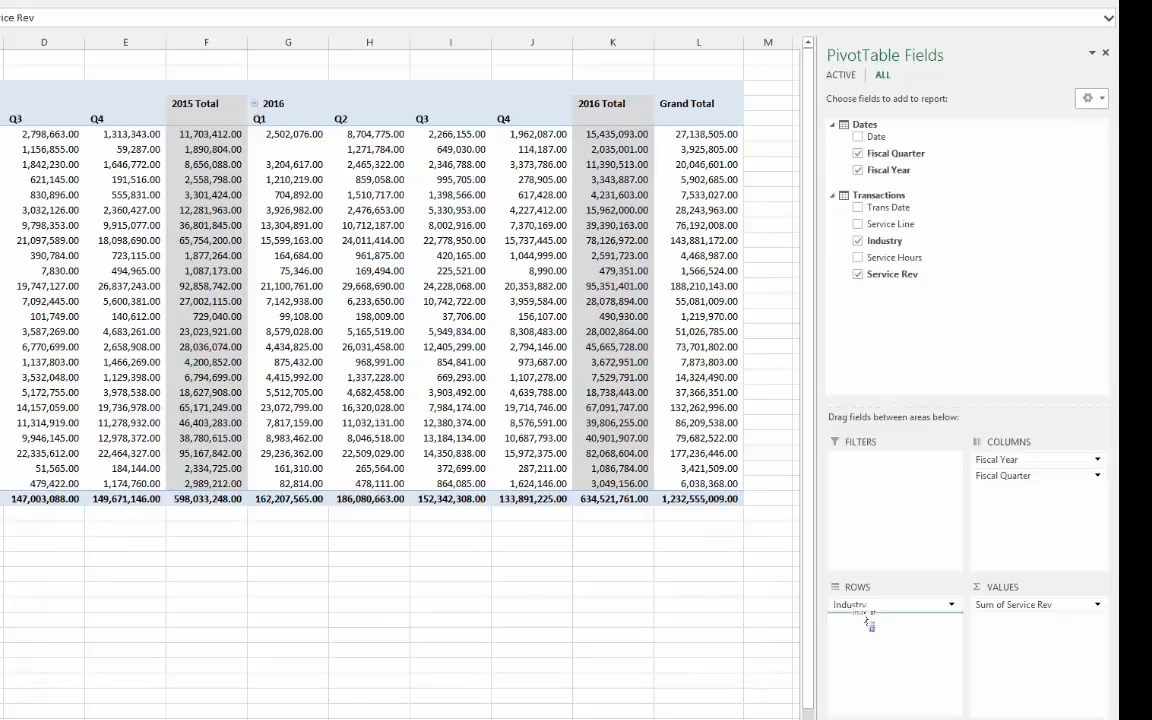 ice Rev
D E F G H I J K L M
2015 Total 2016 2016 Total Grand Total
Q3 Q4 Q1 Q2 Q3 Q4
2,798,663.00 1,313,343.00 11,703,412.00 2,502,076.00 8,704,775.00 2,266,155.00 1,962,087.00 15,435,093.00 27,138,505.00
1,156,855.00 59,287.00 1,890,804.00 1,271,784.00 649,030.00 114,187.00 2,035,001.00 3,925,805.00
1,842,230.00 1,646,772.00 8,656,088.00 3,204,617.00 2,465,322.00 2,346,788.00 3,373,786.00 11,390,513.00 20,046,601.00
621,145.00 191,516.00 2,558,798.00 1,210,219.00 859,058.00 995,705.00 278,905.00 3,343,887.00 5,902,685.00
830,896.00 555,831.00 3,301,424.00 704,892.00 1,510,717.00 1,398,566.00 617,428.00 4,231,603.00 7,533,027.00
3,032,126.00 2,360,427.00 12,281,963.00 3,926,982.00 2,476,653.00 5,330,953.00 4,227,412.00 15,962,000.00 28,243,963.00
9,798,353.00 9,915,077.00 36,801,845.00 13,304,891.00 10,712,187.00 8,002,916.00 7,370,169.00 39,390,163.00 76,192,008.00
21,097,589.00 18,098,690.00 65,754,200.00 15,599,163.00 24,011,414.00 22,778,950.00 15,737,445.00 78,126,972.00 143,881,172.00
390,784.00 723,115.00 1,877,264.00 164,684.00 961,875.00 420,165.00 1,044,999.00 2,591,723.00 4,468,987.00
7,830.00 494,965.00 1,087,173.00 75,346.00 169,494.00 225,521.00 8,990.00 479,351.00 1,566,524.00
19,747,127.00 26,837,243.00 92,858,742.00 21,100,761.00 29,668,690.00 24,228,068.00 20,353,882.00 95,351,401.00 188,210,143.00
7,092,445.00 5,600,381.00 27,002,115.00 7,142,938.00 6,233,650.00 10,742,722.00 3,959,584.00 28,078,894.00 55,081,009.00
101,749.00 140,612.00 729,040.00 99,108.00 198,009.00 37,706.00 156,107.00 490,930.00 1,219,970.00
3,587,269.00 4,683,261.00 23,023,921.00 8,579,028.00 5,165,519.00 5,949,834.00 8,308,483.00 28,002,864.00 51,026,785.00
6,770,699.00 2,658,908.00 28,036,074.00 4,434,825.00 26,031,458.00 12,405,299.00 2,794,146.00 45,665,728.00 73,701,802.00
1,137,803.00 1,466,269.00 4,200,852.00 875,432.00 968,991.00 854,841.00 973,687.00 3,672,951.00 7,873,803.00
3,532,048.00 1,129,398.00 6,794,699.00 4,415,992.00 1,337,228.00 669,293.00 1,107,278.00 7,529,791.00 14,324,490.00
5,172,755.00 3,978,538.00 18,627,908.00 5,512,705.00 4,682,458.00 3,903,492.00 4,639,788.00 18,738,443.00 37,366,351.00
14,157,059.00 19,736,978.00 65,171,249.00 23,072,799.00 16,320,028.00 7,984,174.00 19,714,746.00 67,091,747.00 132,262,996.00
11,314,919.00 11,278,932.00 46,403,283.00 7,817,159.00 11,032,131.00 12,380,374.00 8,576,591.00 39,806,255.00 86,209,538.00
9,946,145.00 12,978,372.00 38,780,615.00 8,983,462.00 8,046,518.00 13,184,134.00 10,687,793.00 40,901,907.00 79,682,522.00
22,335,612.00 22,464,327.00 95,167,842.00 29,236,362.00 22,509,029.00 14,350,838.00 15,972,375.00 82,068,604.00 177,236,446.00
51,565.00 184,144.00 2,334,725.00 161,310.00 265,564.00 372,699.00 287,211.00 1,086,784.00 3,421,509.00
479,422.00 1,174,760.00 2,989,212.00 82,814.00 478,111.00 864,085.00 1,624,146.00 3,049,156.00 6,038,368.00
147,003,088.00 149,671,146.00 598,033,248.00 162,207,565.00 186,080,663.00 152,342,308.00 133,891,225.00 634,521,761.00 1,232,555,009.00
PivotTable Fields
ACTIVE ALL
Choose fields to add to report:
Dates
Date
Fiscal Quarter
Fiscal Year
Transactions
Trans Date
Service Line
Industry
Service Hours
Service Rev
Drag fields between areas below:
FILTERS COLUMNS
Fiscal Year
Fiscal Quarter
ROWS VALUES
Industry Sum of Service Rev